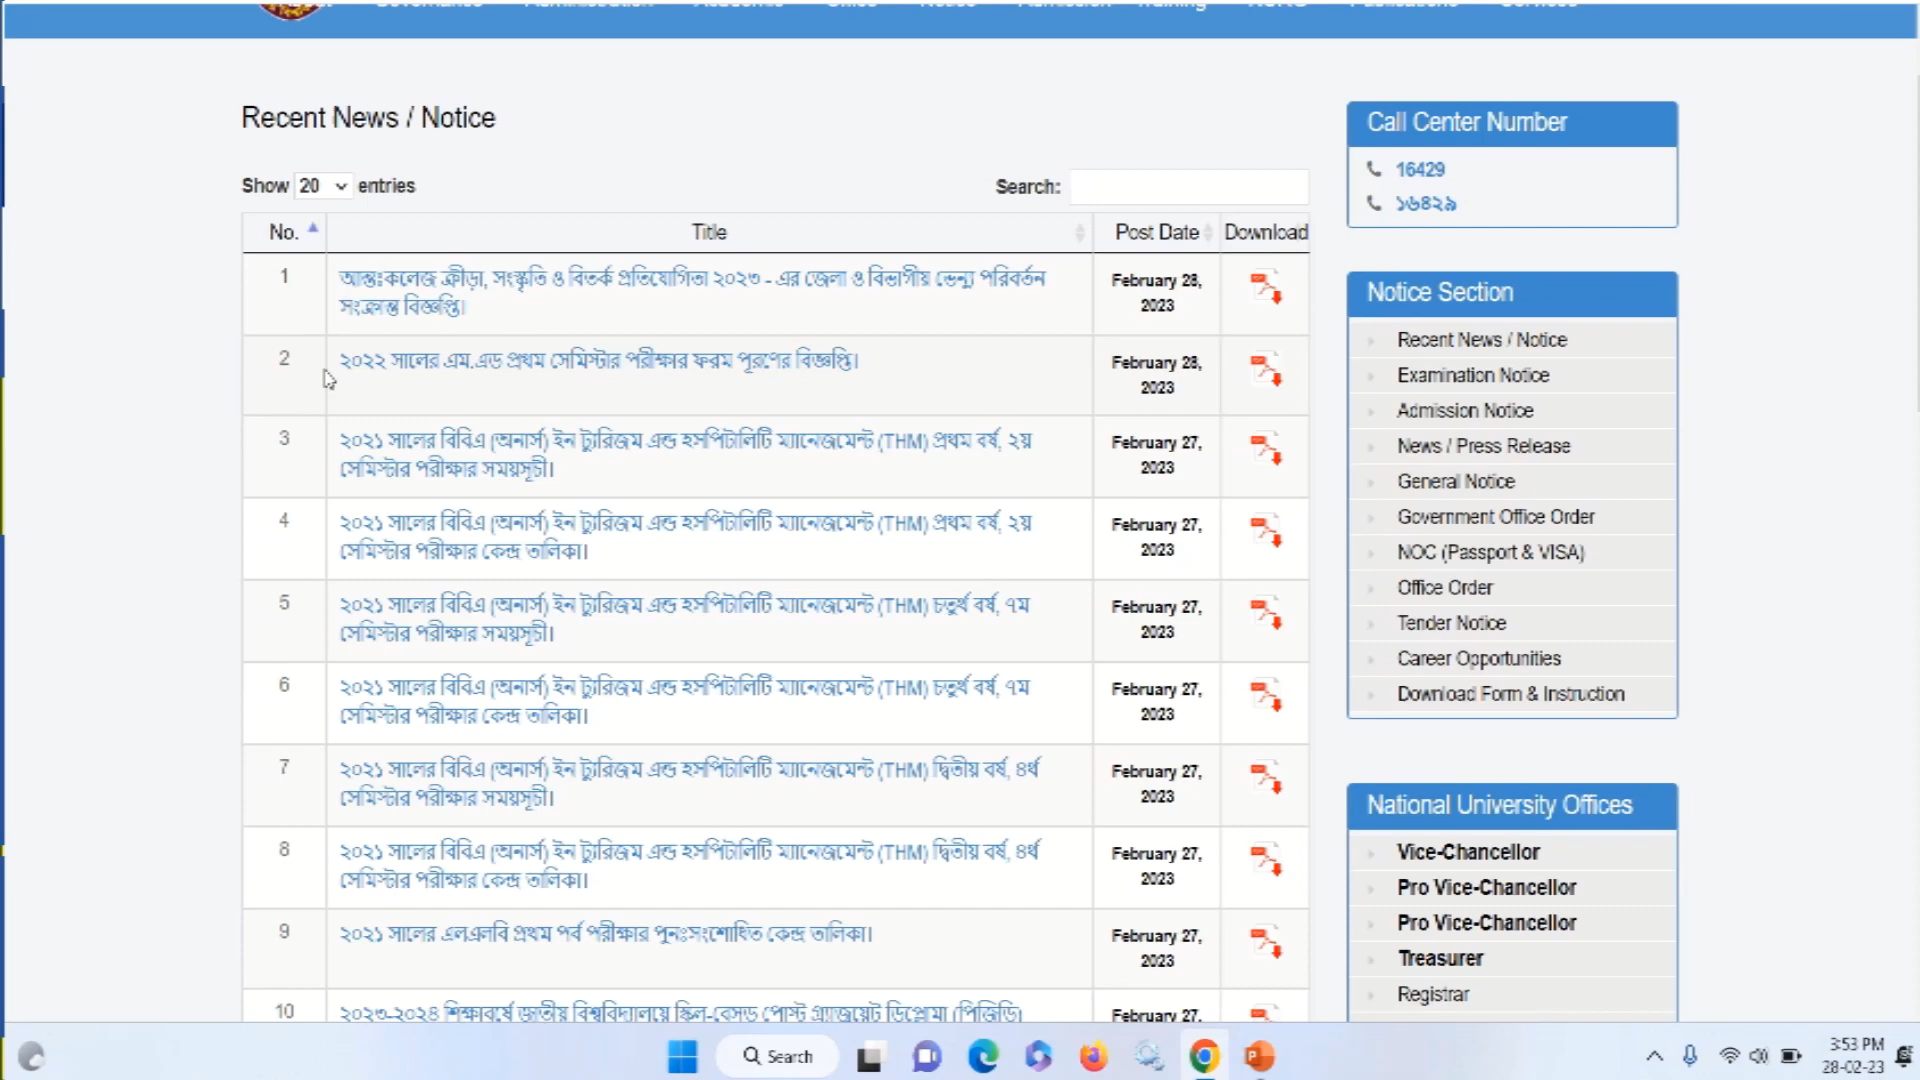 Recent News / Notice
Show 20 entries
Search:
No. Title Post Date Download
1 আন্তঃকলেজ ক্রীড়া, সংস্কৃতি ও বিতর্ক প্রতিযোগিতা ২০২৩ - এর জেলা ও বিভাগীয় ভেন্যু পরিবর্তন February 28,
সংক্রান্ত বিজ্ঞপ্তি। 2023
2 ২০২২ সালের এম.এড প্রথম সেমিস্টার পরীক্ষার ফরম পূরণের বিজ্ঞপ্তি। February 28,
2023
3 ২০২১ সালের বিবিএ (অনার্স) ইন ট্যুরিজম এন্ড হসপিটালিটি ম্যানেজমেন্ট (THM) প্রথম বর্ষ, ২য় February 27,
সেমিস্টার পরীক্ষার সময়সূচী। 2023
4 ২০২১ সালের বিবিএ (অনার্স) ইন ট্যুরিজম এন্ড হসপিটালিটি ম্যানেজমেন্ট (THM) প্রথম বর্ষ, ২য় February 27,
সেমিস্টার পরীক্ষার কেন্দ্র তালিকা। 2023
5 ২০২১ সালের বিবিএ (অনার্স) ইন ট্যুরিজম এন্ড হসপিটালিটি ম্যানেজমেন্ট (THM) চতুর্থ বর্ষ, ৭ম February 27,
সেমিস্টার পরীক্ষার সময়সূচী। 2023
6 ২০২১ সালের বিবিএ (অনার্স) ইন ট্যুরিজম এন্ড হসপিটালিটি ম্যানেজমেন্ট (THM) চতুর্থ বর্ষ, ৭ম February 27,
সেমিস্টার পরীক্ষার কেন্দ্র তালিকা। 2023
7 ২০২১ সালের বিবিএ (অনার্স) ইন ট্যুরিজম এন্ড হসপিটালিটি ম্যানেজমেন্ট (THM) দ্বিতীয় বর্ষ, ৪র্থ February 27,
সেমিস্টার পরীক্ষার সময়সূচী। 2023
8 ২০২১ সালের বিবিএ (অনার্স) ইন ট্যুরিজম এন্ড হসপিটালিটি ম্যানেজমেন্ট (THM) দ্বিতীয় বর্ষ, ৪র্থ February 27,
সেমিস্টার পরীক্ষার কেন্দ্র তালিকা। 2023
9 ২০২১ সালের এলএলবি প্রথম পর্ব পরীক্ষার পুনঃসংশোধিত কেন্দ্র তালিকা। February 27,
2023
10 ২০২৩-২০২৪ শিক্ষাবর্ষে জাতীয় বিশ্ববিদ্যালয়ে স্কিল-বেসড পোস্ট গ্র্যাজুয়েট ডিপ্লোমা (পিজিডি) February 27,
Call Center Number
16429
১৬৪২৯
Notice Section
Recent News / Notice
Examination Notice
Admission Notice
News / Press Release
General Notice
Government Office Order
NOC (Passport & VISA)
Office Order
Tender Notice
Career Opportunities
Download Form & Instruction
National University Offices
Vice-Chancellor
Pro Vice-Chancellor
Pro Vice-Chancellor
Treasurer
Registrar
Search
3:53 PM
28-02-23